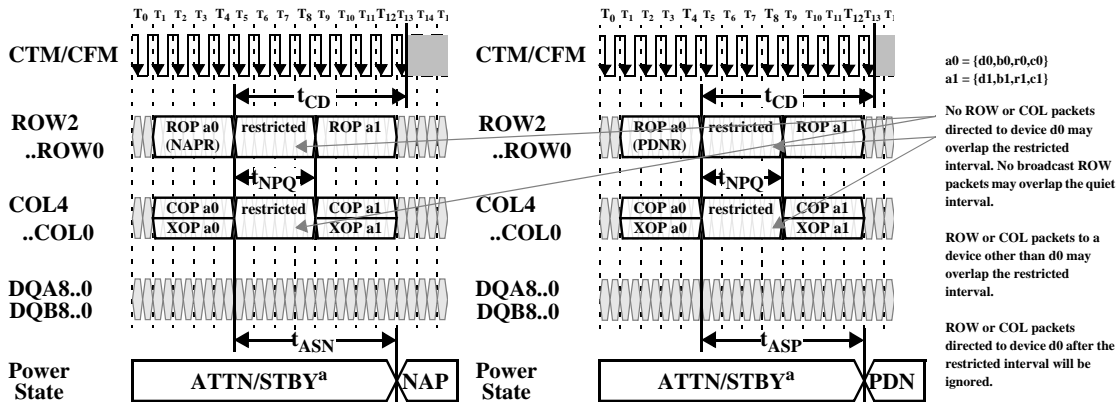 T0 T1 T2 T3 T4 T5 T6 T7 T8 T9 T10 T11 T12 T13 T14 T1
CTM/CFM
tCD
ROW2
..ROW0
ROP a0
(NAPR)
restricted
ROP a1
tNPQ
COL4
..COL0
COP a0
XOP a0
restricted
COP a1
XOP a1
DQA8..0
DQB8..0
tASN
Power
State
ATTN/STBYa
NAP
T0 T1 T2 T3 T4 T5 T6 T7 T8 T9 T10 T11 T12 T13 T1
CTM/CFM
tCD
ROW2
..ROW0
ROP a0
(PDNR)
restricted
ROP a1
tNPQ
COL4
..COL0
COP a0
XOP a0
restricted
COP a1
XOP a1
DQA8..0
DQB8..0
tASP
Power
State
ATTN/STBYa
PDN
a0 = {d0,b0,r0,c0}
a1 = {d1,b1,r1,c1}
No ROW or COL packets
directed to device d0 may
overlap the restricted
interval. No broadcast ROW
packets may overlap the quiet
interval.
ROW or COL packets to a
device other than d0 may
overlap the restricted
interval.
ROW or COL packets
directed to device d0 after the
restricted interval will be
ignored.